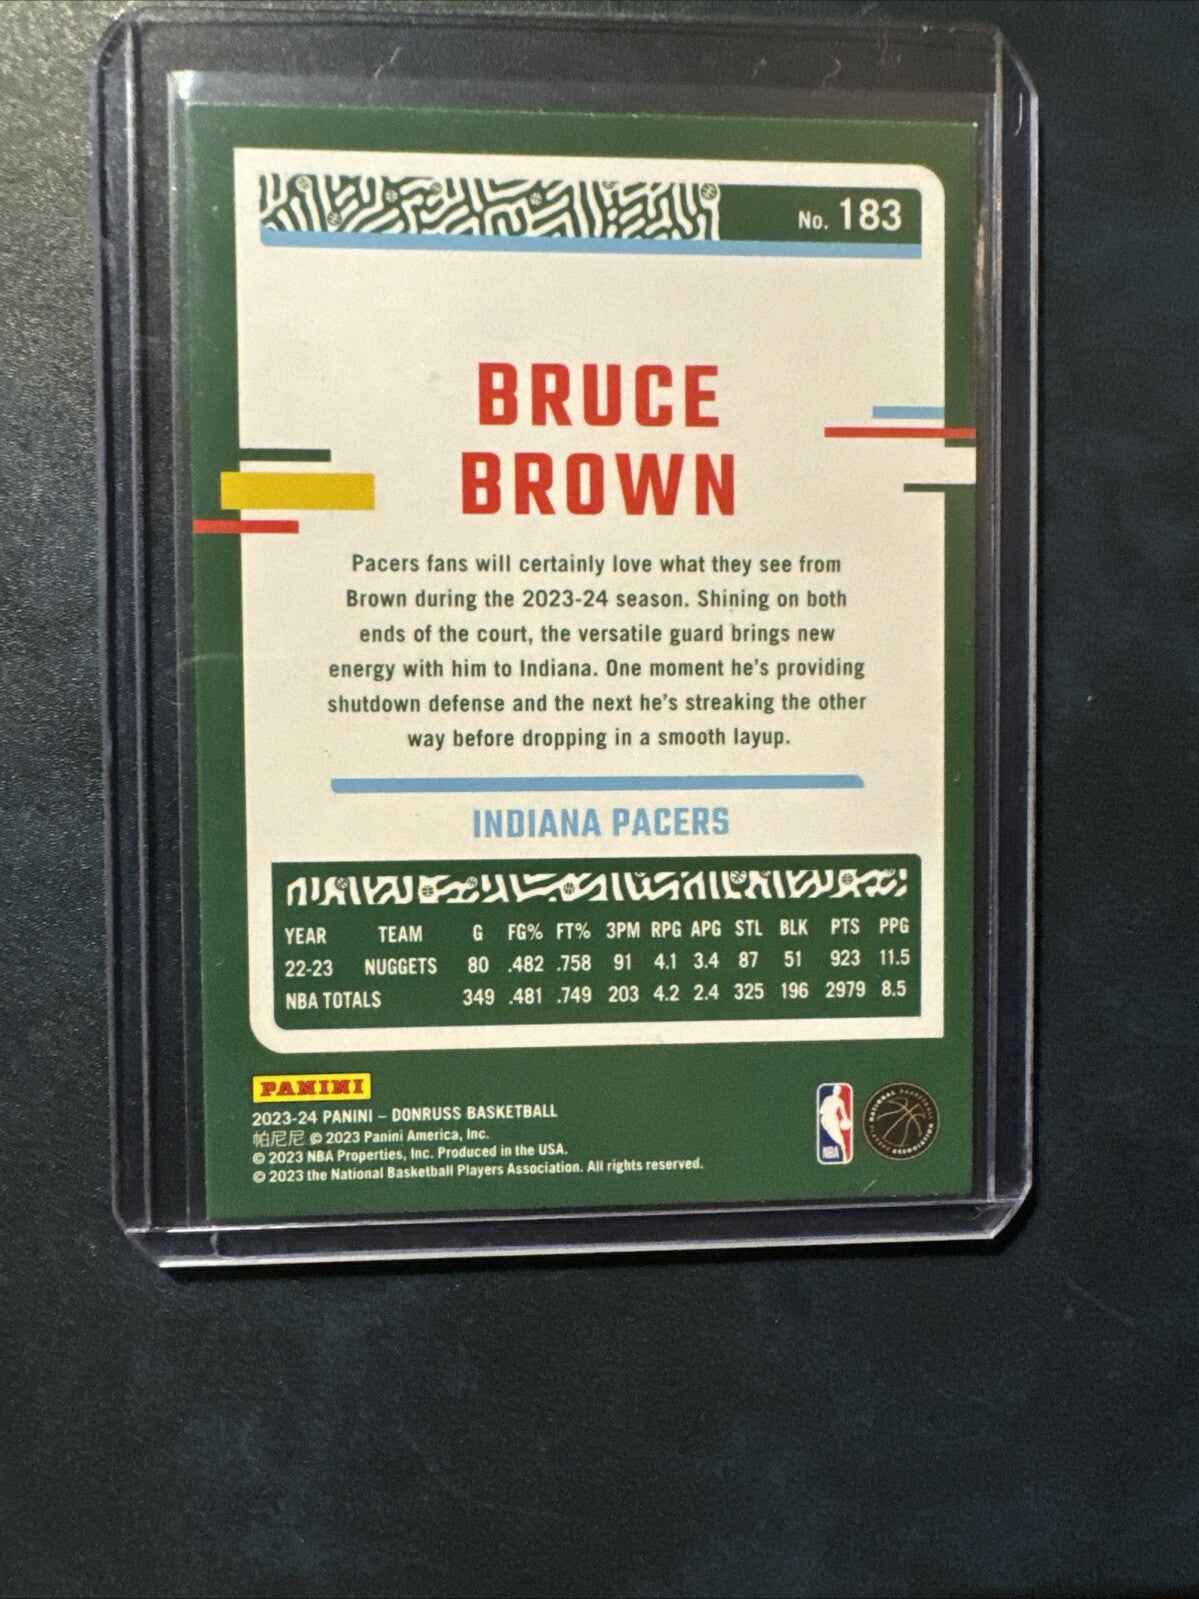 No. 183
BRUCE
BROWN
Pacers fans will certainly love what they see from
Brown during the 2023-24 season. Shining on both
ends of the court, the versatile guard brings new
energy with him to Indiana. One moment he's providing
shutdown defense and the next he's streaking the other
way before dropping in a smooth layup.
INDIANA PACERS
YEAR TEAM G FG% FT% 3PM RPG APG STL BLK PTS PPG
22-23 NUGGETS 80 .482 .758 91 4.1 3.4 87 51 923 11.5
NBA TOTALS 349 .481 .749 203 4.2 2.4 325 196 2979 8.5
PANINI
2023-24 PANINI – DONRUSS BASKETBALL
帕尼尼 © 2023 Panini America, Inc.
© 2023 NBA Properties, Inc. Produced in the USA.
© 2023 the National Basketball Players Association. All rights reserved.
NBA
NATIONAL BASKETBALL PLAYERS ASSOCIATION